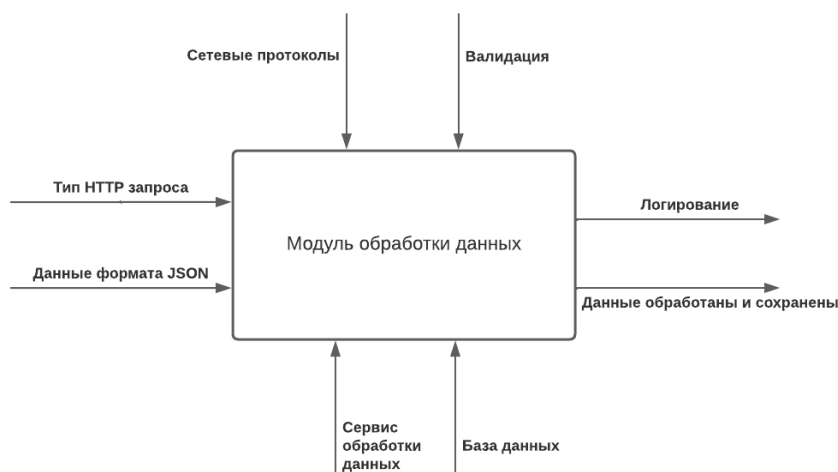 Сетевые протоколы
Валидация
Тип HTTP запроса
Логирование
Модуль обработки данных
Данные формата JSON
Данные обработаны и сохранены
Сервис
обработки
данных
База данных